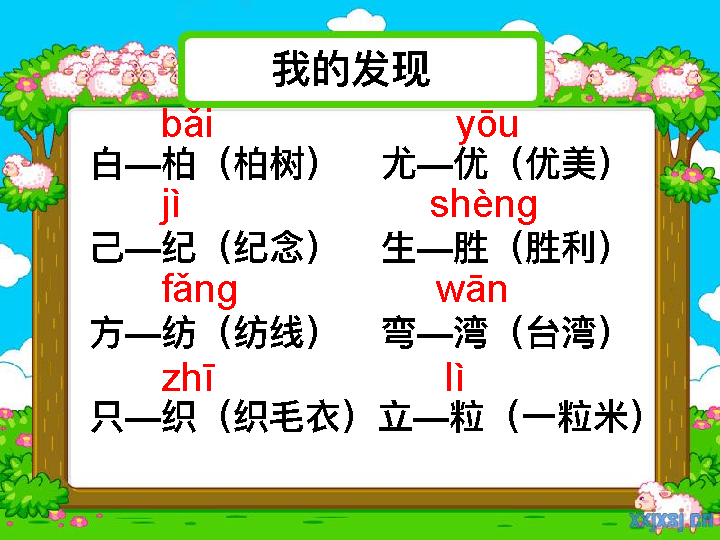 我的发现
bǎi yōu
白—柏（柏树） 尤—优（优美）
jì shèng
己—纪（纪念） 生—胜（胜利）
fǎng wān
方—纺（纺线） 弯—湾（台湾）
zhī lì
只—织（织毛衣） 立—粒（一粒米）
xxjxsj.cn